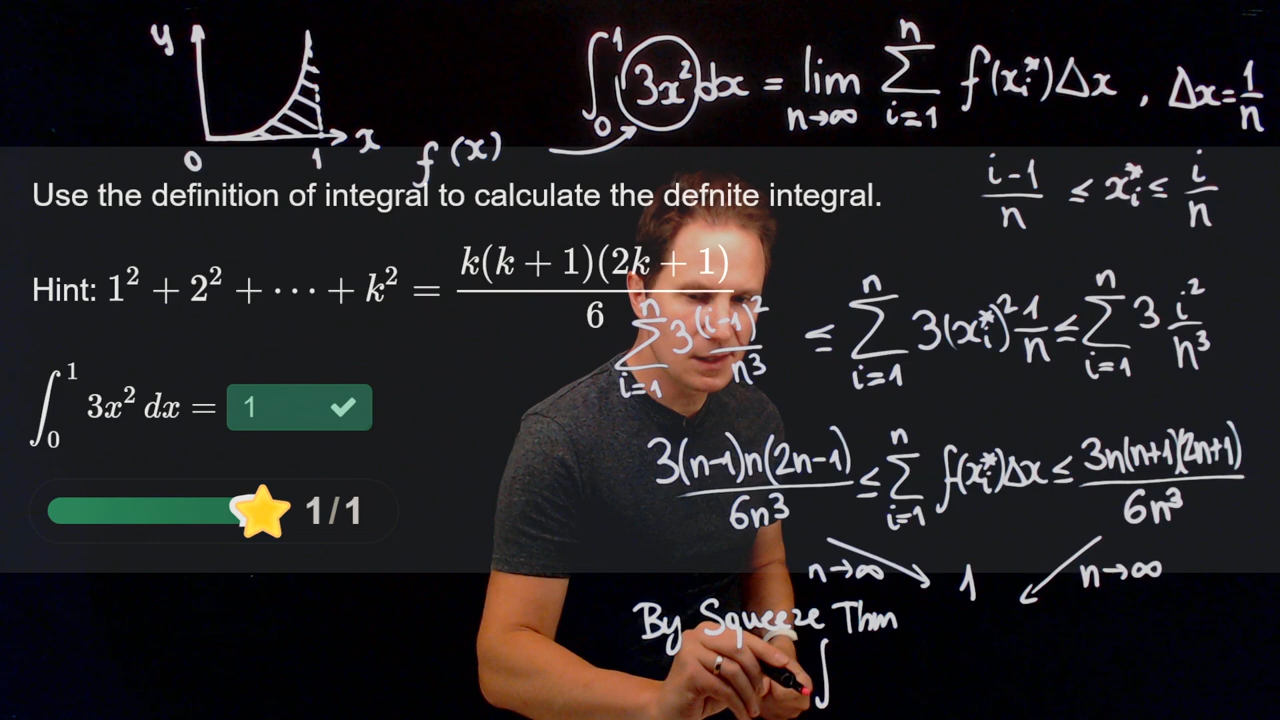 y
∫₀¹ 3x² dx = lim_{n→∞} Σ_{i=1}^{n} f(x_i^*)Δx , Δx = 1/n
0 1 x
f(x)
(i-1)/n ≤ x_i^* ≤ i/n
Use the definition of integral to calculate the defnite integral.
Hint: 1² + 2² + ··· + k² = k(k + 1)(2k + 1)/6
Σ_{i=1}^{n} 3 (i-1)²/n³ ≤ Σ_{i=1}^{n} 3(x_i^*)² 1/n ≤ Σ_{i=1}^{n} 3 i²/n³
∫₀¹ 3x² dx = 1 ✓
3(n-1)n(2n-1)/6n³ ≤ Σ_{i=1}^{n} f(x_i^*)Δx ≤ 3n(n+1)(2n+1)/6n³
1/1
n→∞ 1 n→∞
By Squeeze Thm
∫